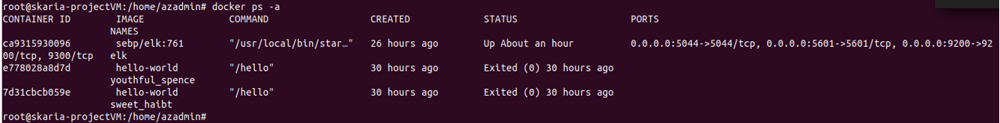 root@skaria-projectVM:/home/azadmin# docker ps -a
CONTAINER ID IMAGE COMMAND CREATED STATUS PORTS
NAMES
ca9315930096 sebp/elk:761 "/usr/local/bin/star…" 26 hours ago Up About an hour 0.0.0.0:5044->5044/tcp, 0.0.0.0:5601->5601/tcp, 0.0.0.0:9200->92
00/tcp, 9300/tcp elk
e778028a8d7d hello-world "/hello" 30 hours ago Exited (0) 30 hours ago
youthful_spence
7d31cbcb059e hello-world "/hello" 30 hours ago Exited (0) 30 hours ago
sweet_haibt
root@skaria-projectVM:/home/azadmin#